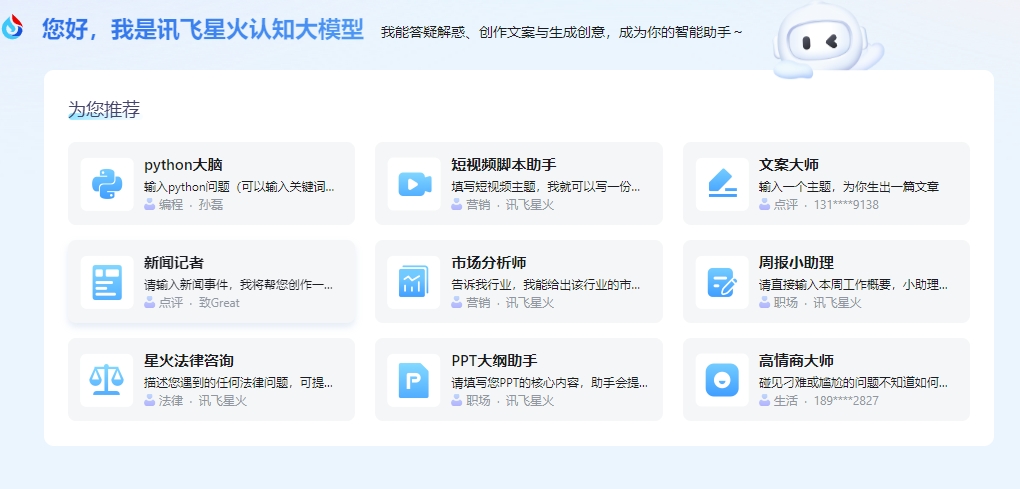 您好，我是讯飞星火认知大模型 我能答疑解惑、创作文案与生成创意，成为你的智能助手～
为您推荐
python大脑
输入python问题（可以输入关键词...
编程 · 孙磊
短视频脚本助手
填写短视频主题，我就可以写一份...
营销 · 讯飞星火
文案大师
输入一个主题，为你生出一篇文章
点评 · 131****9138
新闻记者
请输入新闻事件，我将帮您创作一...
点评 · 致Great
市场分析师
告诉我行业，我能给出该行业的市...
营销 · 讯飞星火
周报小助理
请直接输入本周工作概要，小助理...
职场 · 讯飞星火
星火法律咨询
描述您遇到的任何法律问题，可提...
法律 · 讯飞星火
PPT大纲助手
请填写您PPT的核心内容，助手会提...
职场 · 讯飞星火
高情商大师
碰见刁难或尴尬的问题不知道如何...
生活 · 189****2827